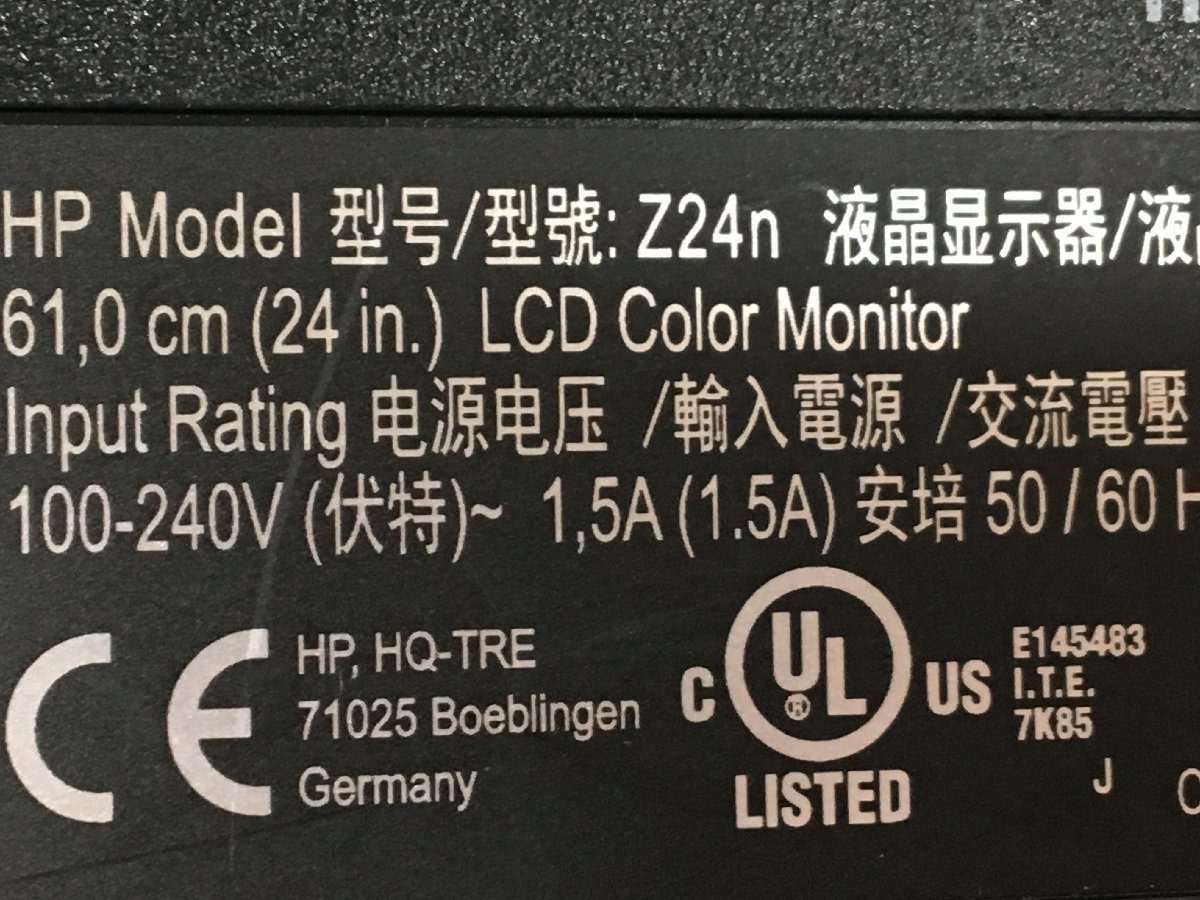 HP Model 型号/型號: Z24n 液晶显示器/液
61,0 cm (24 in.) LCD Color Monitor
Input Rating 电源电压 /輸入電源 /交流電壓
100-240V (伏特)~ 1,5A (1.5A) 安培 50 / 60 H
CE
HP, HQ-TRE
71025 Boeblingen
Germany
C UL ® US
LISTED
E145483
I.T.E.
7K85
J